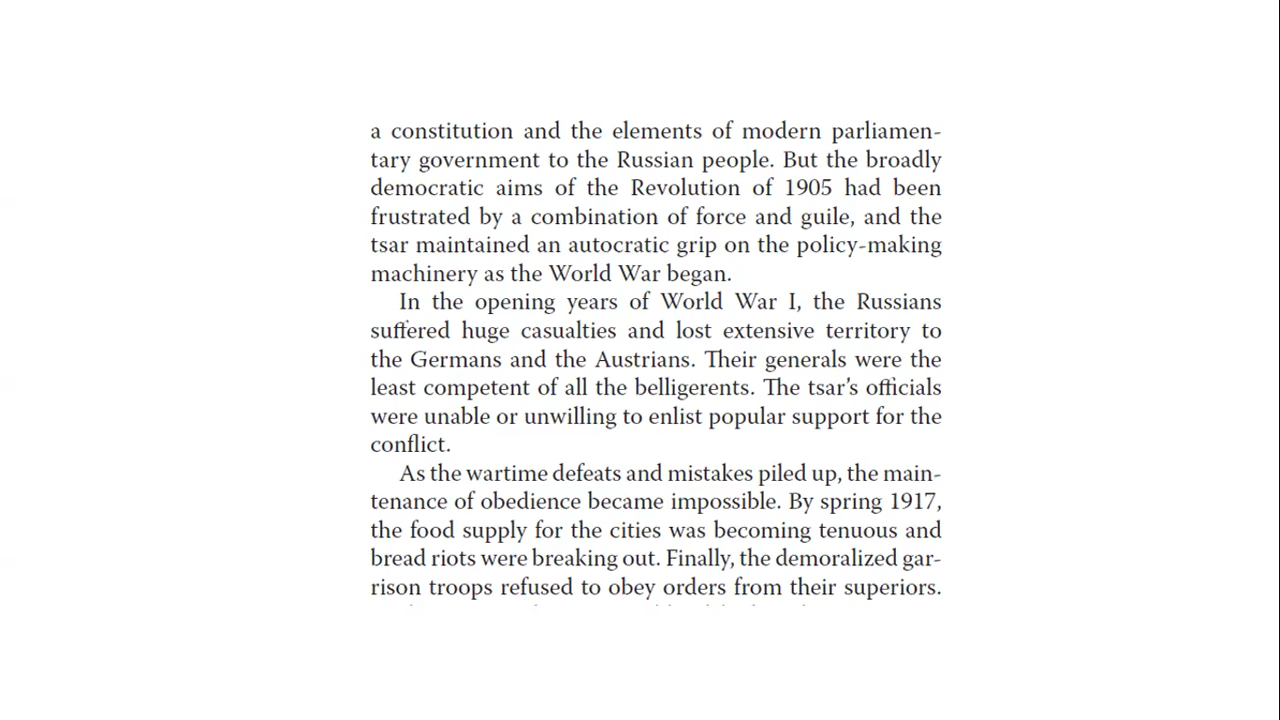 a constitution and the elements of modern parliamen-
tary government to the Russian people. But the broadly
democratic aims of the Revolution of 1905 had been
frustrated by a combination of force and guile, and the
tsar maintained an autocratic grip on the policy-making
machinery as the World War began.
In the opening years of World War I, the Russians
suffered huge casualties and lost extensive territory to
the Germans and the Austrians. Their generals were the
least competent of all the belligerents. The tsar's officials
were unable or unwilling to enlist popular support for the
conflict.
As the wartime defeats and mistakes piled up, the main-
tenance of obedience became impossible. By spring 1917,
the food supply for the cities was becoming tenuous and
bread riots were breaking out. Finally, the demoralized gar-
rison troops refused to obey orders from their superiors.